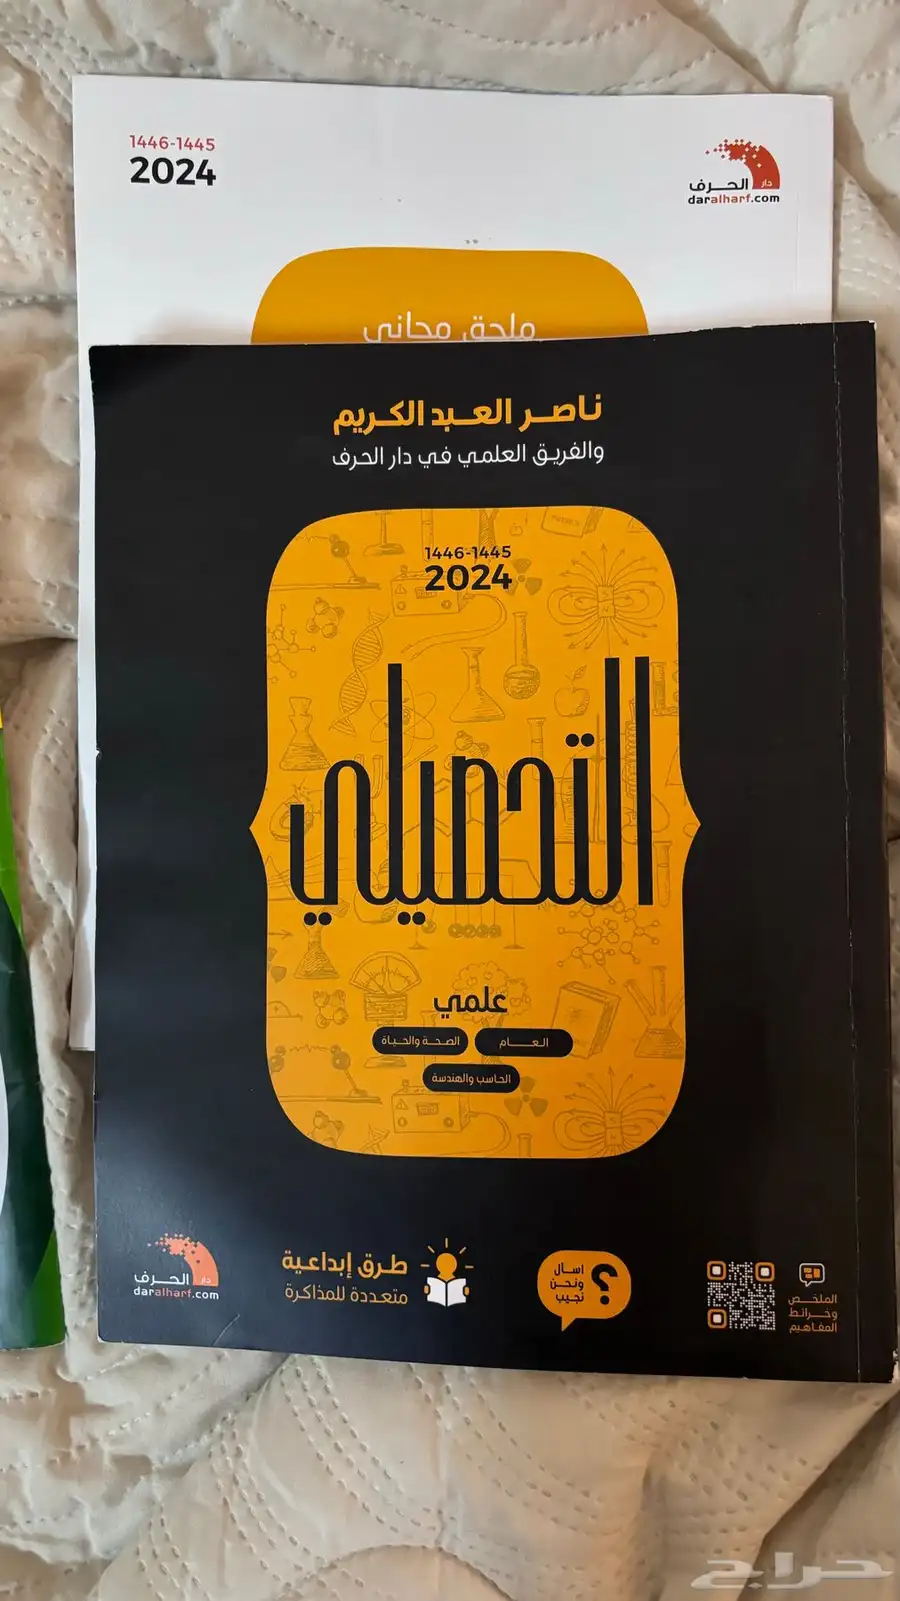 1446-1445
2024
دار الحرف
daralharf.com
ملحق مجاني
ناصر العبد الكريم
والفريق العلمي في دار الحرف
1446-1445
2024
التحصيلي
علمي
العام
الصحة والحياة
الحاسب والهندسة
دار الحرف
daralharf.com
طرق إبداعية
متعددة للمذاكرة
اسأل
ونحن
نجيب
؟
الملخص
وخرائط
المفاهيم
حراج